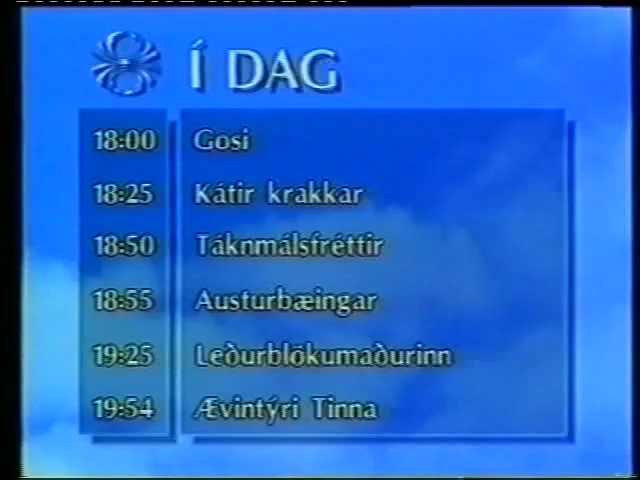 Í DAG
18:00 Gosi
18:25 Kátir krakkar
18:50 Táknmálsfréttir
18:55 Austurbæingar
19:25 Leðurblökumaðurinn
19:54 Ævintýri Tinna